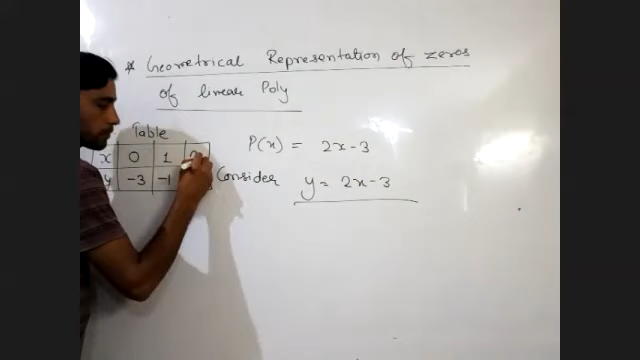 * Geometrical Representation of zeros
of linear Poly
Table
x 0 1
y -3 -1
P(x) = 2x-3
Consider y = 2x-3